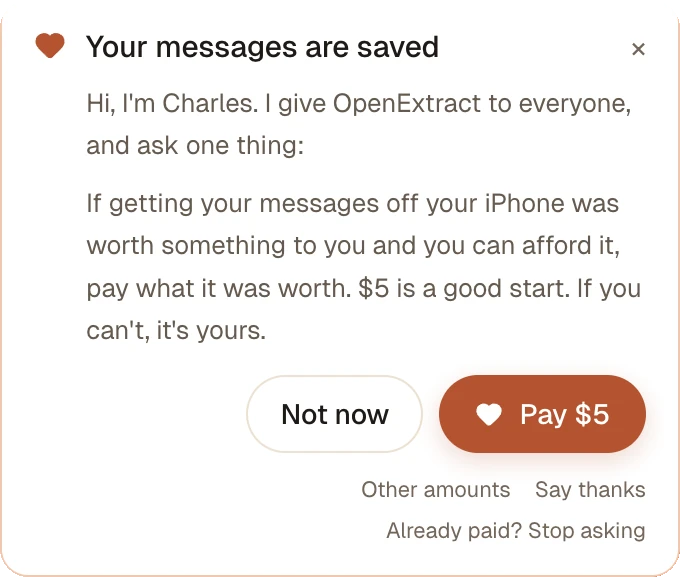 Your messages are saved
×
Hi, I'm Charles. I give OpenExtract to everyone,
and ask one thing:
If getting your messages off your iPhone was
worth something to you and you can afford it,
pay what it was worth. $5 is a good start. If you
can't, it's yours.
Not now
Pay $5
Other amounts
Say thanks
Already paid? Stop asking